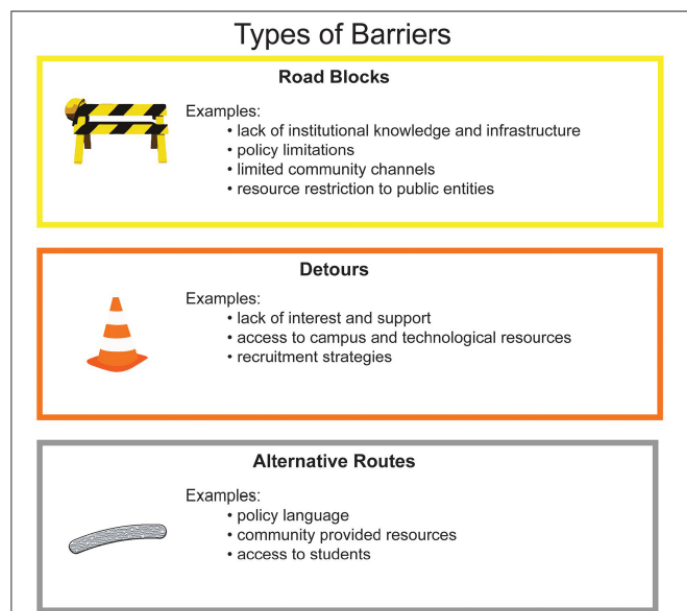 Types of Barriers
Road Blocks
Examples:
• lack of institutional knowledge and infrastructure
• policy limitations
• limited community channels
• resource restriction to public entities
Detours
Examples:
• lack of interest and support
• access to campus and technological resources
• recruitment strategies
Alternative Routes
Examples:
• policy language
• community provided resources
• access to students